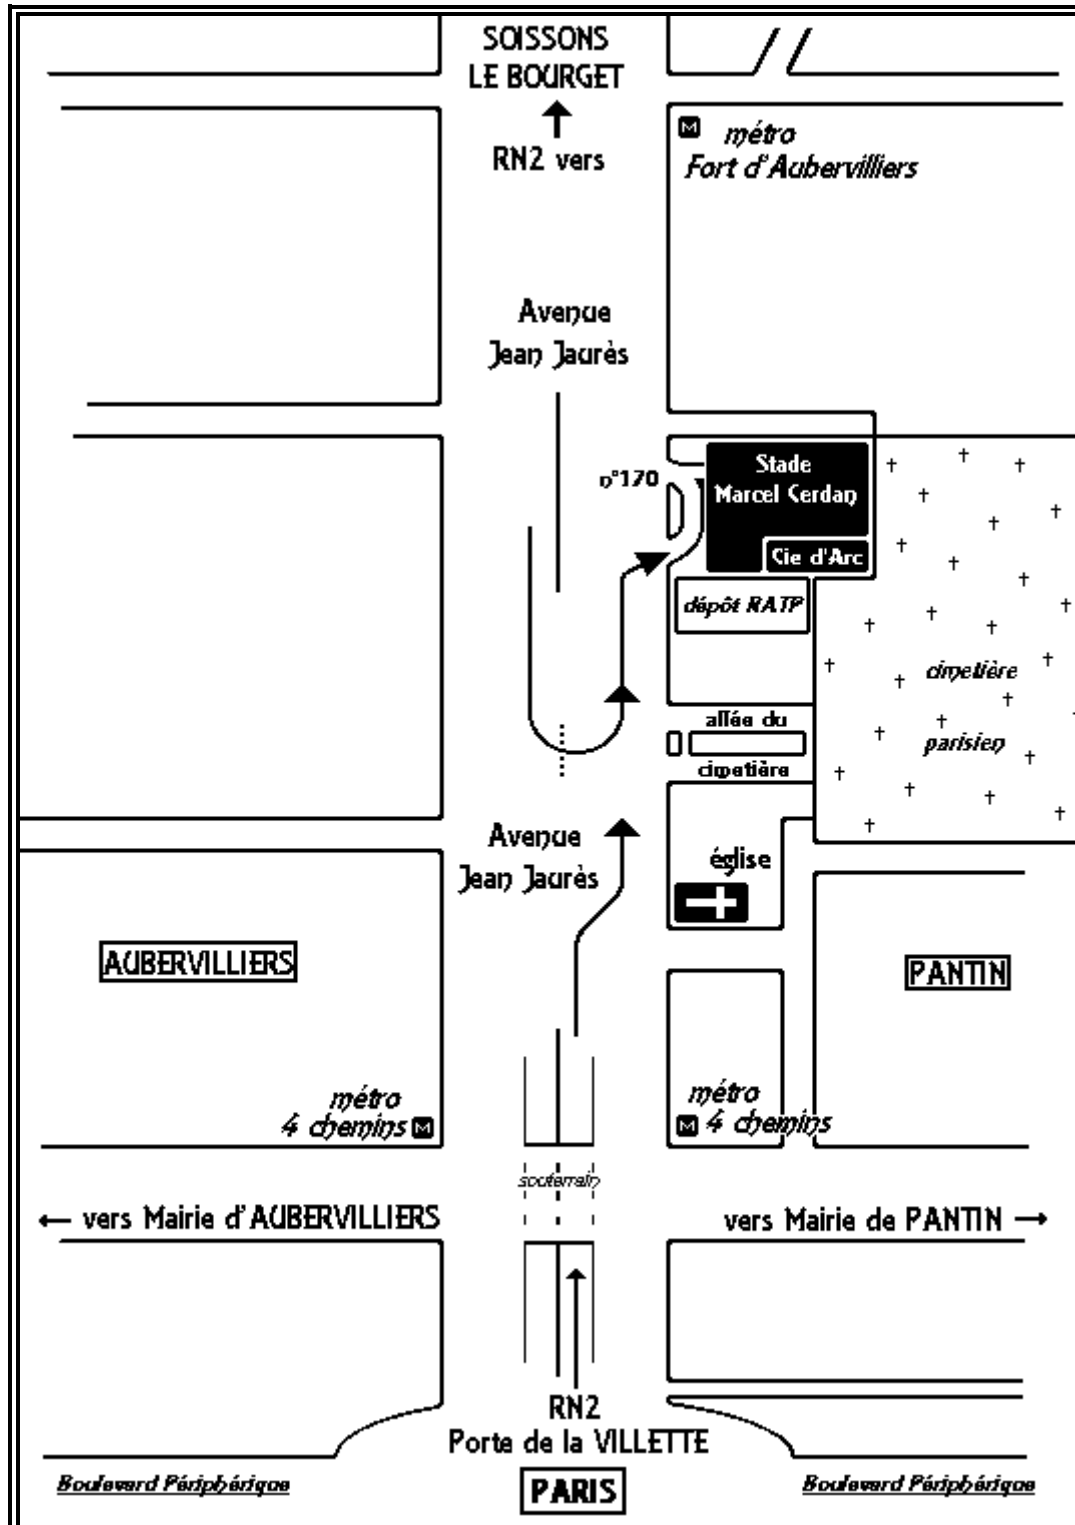 SOISSONS
LE BOURGET
RN2 vers
M métro
Fort d'Aubervilliers
Avenue
Jean Jaurès
n°170
Stade
Marcel Cerdan
Cie d'Arc
dépôt RATP
cimetière
parisien
allée du
cimetière
Avenue
Jean Jaurès
église
AUBERVILLIERS
PANTIN
métro
4 chemins M
métro
M 4 chemins
souterrain
← vers Mairie d'AUBERVILLIERS
vers Mairie de PANTIN →
RN2
Porte de la VILLETTE
Boulevard Périphérique
PARIS
Boulevard Périphérique